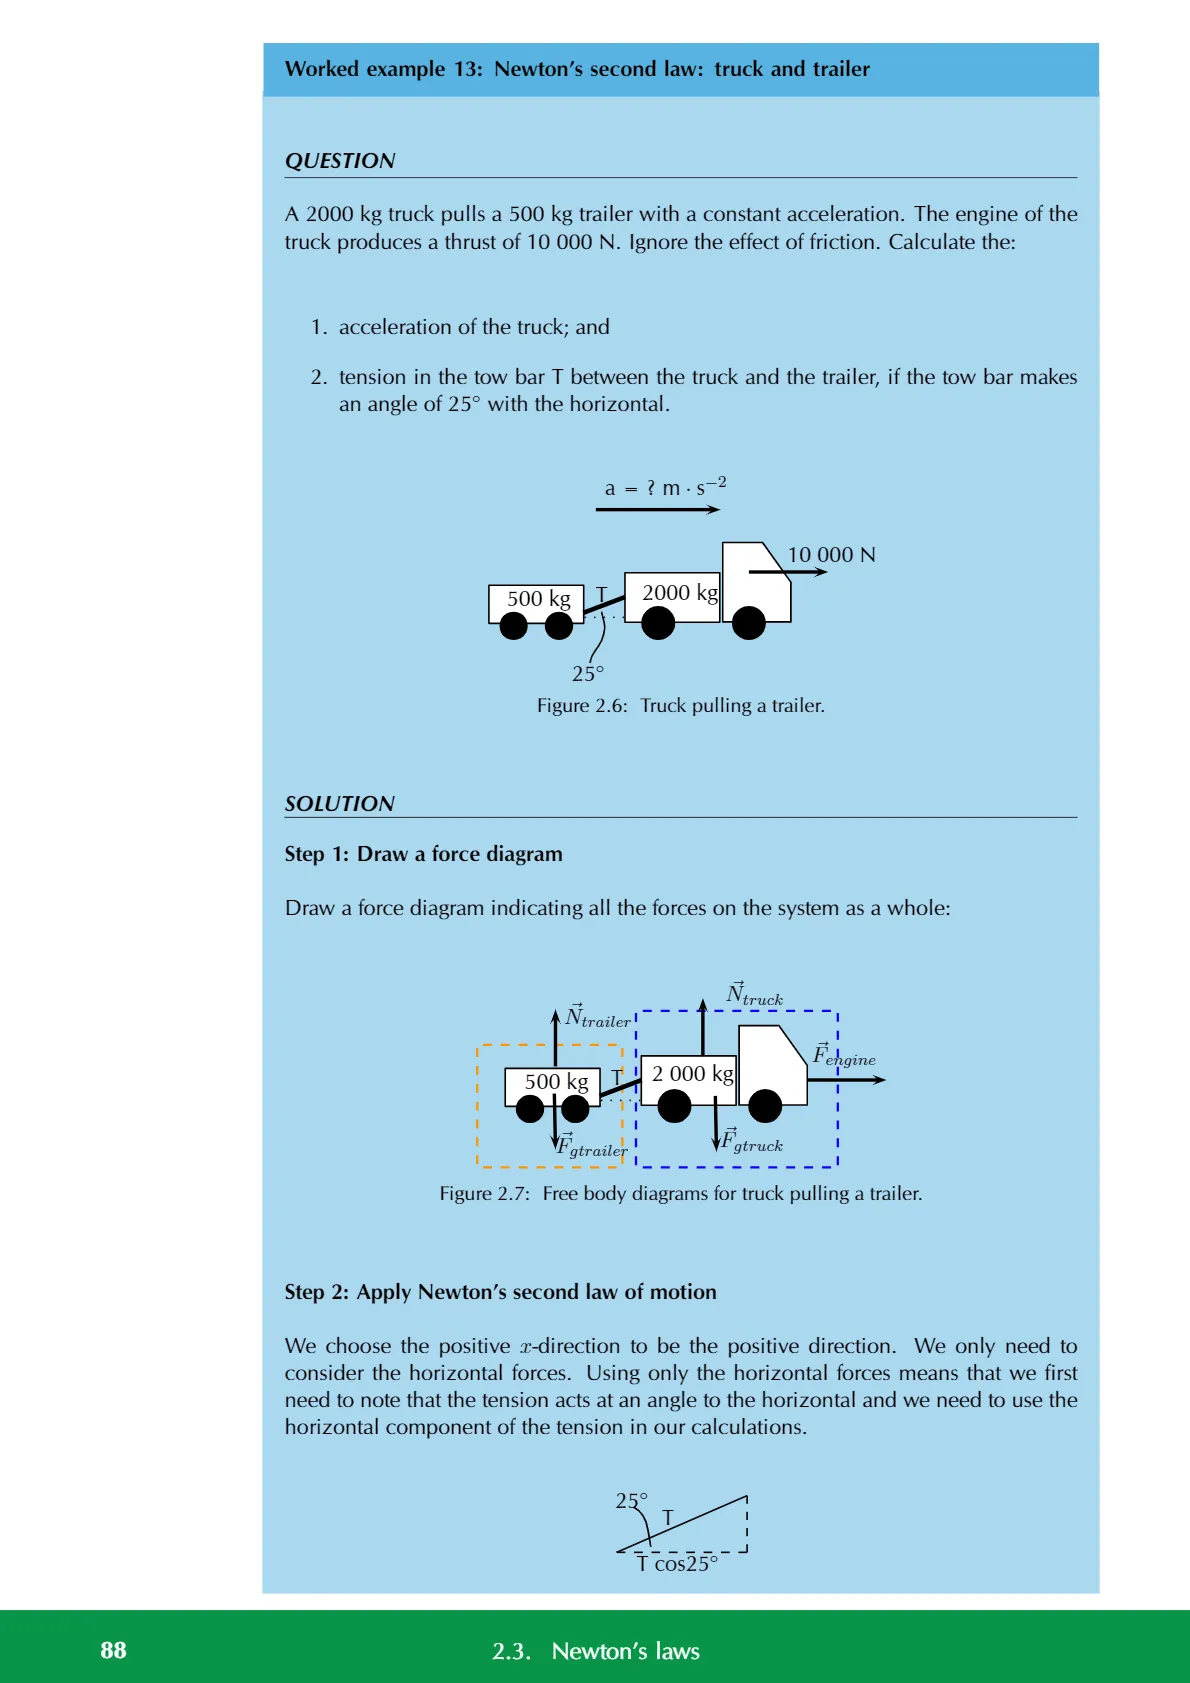 Worked example 13: Newton's second law: truck and trailer
QUESTION
A 2000 kg truck pulls a 500 kg trailer with a constant acceleration. The engine of the
truck produces a thrust of 10 000 N. Ignore the effect of friction. Calculate the:
1. acceleration of the truck; and
2. tension in the tow bar T between the truck and the trailer, if the tow bar makes
an angle of 25° with the horizontal.
a = ? m · s⁻²
10 000 N
500 kg T 2000 kg
25°
Figure 2.6: Truck pulling a trailer.
SOLUTION
Step 1: Draw a force diagram
Draw a force diagram indicating all the forces on the system as a whole:
N⃗truck
N⃗trailer
F⃗engine
500 kg T 2 000 kg
F⃗gtrailer F⃗gtruck
Figure 2.7: Free body diagrams for truck pulling a trailer.
Step 2: Apply Newton's second law of motion
We choose the positive x-direction to be the positive direction. We only need to
consider the horizontal forces. Using only the horizontal forces means that we first
need to note that the tension acts at an angle to the horizontal and we need to use the
horizontal component of the tension in our calculations.
25°
T
T cos25°
88 2.3. Newton's laws